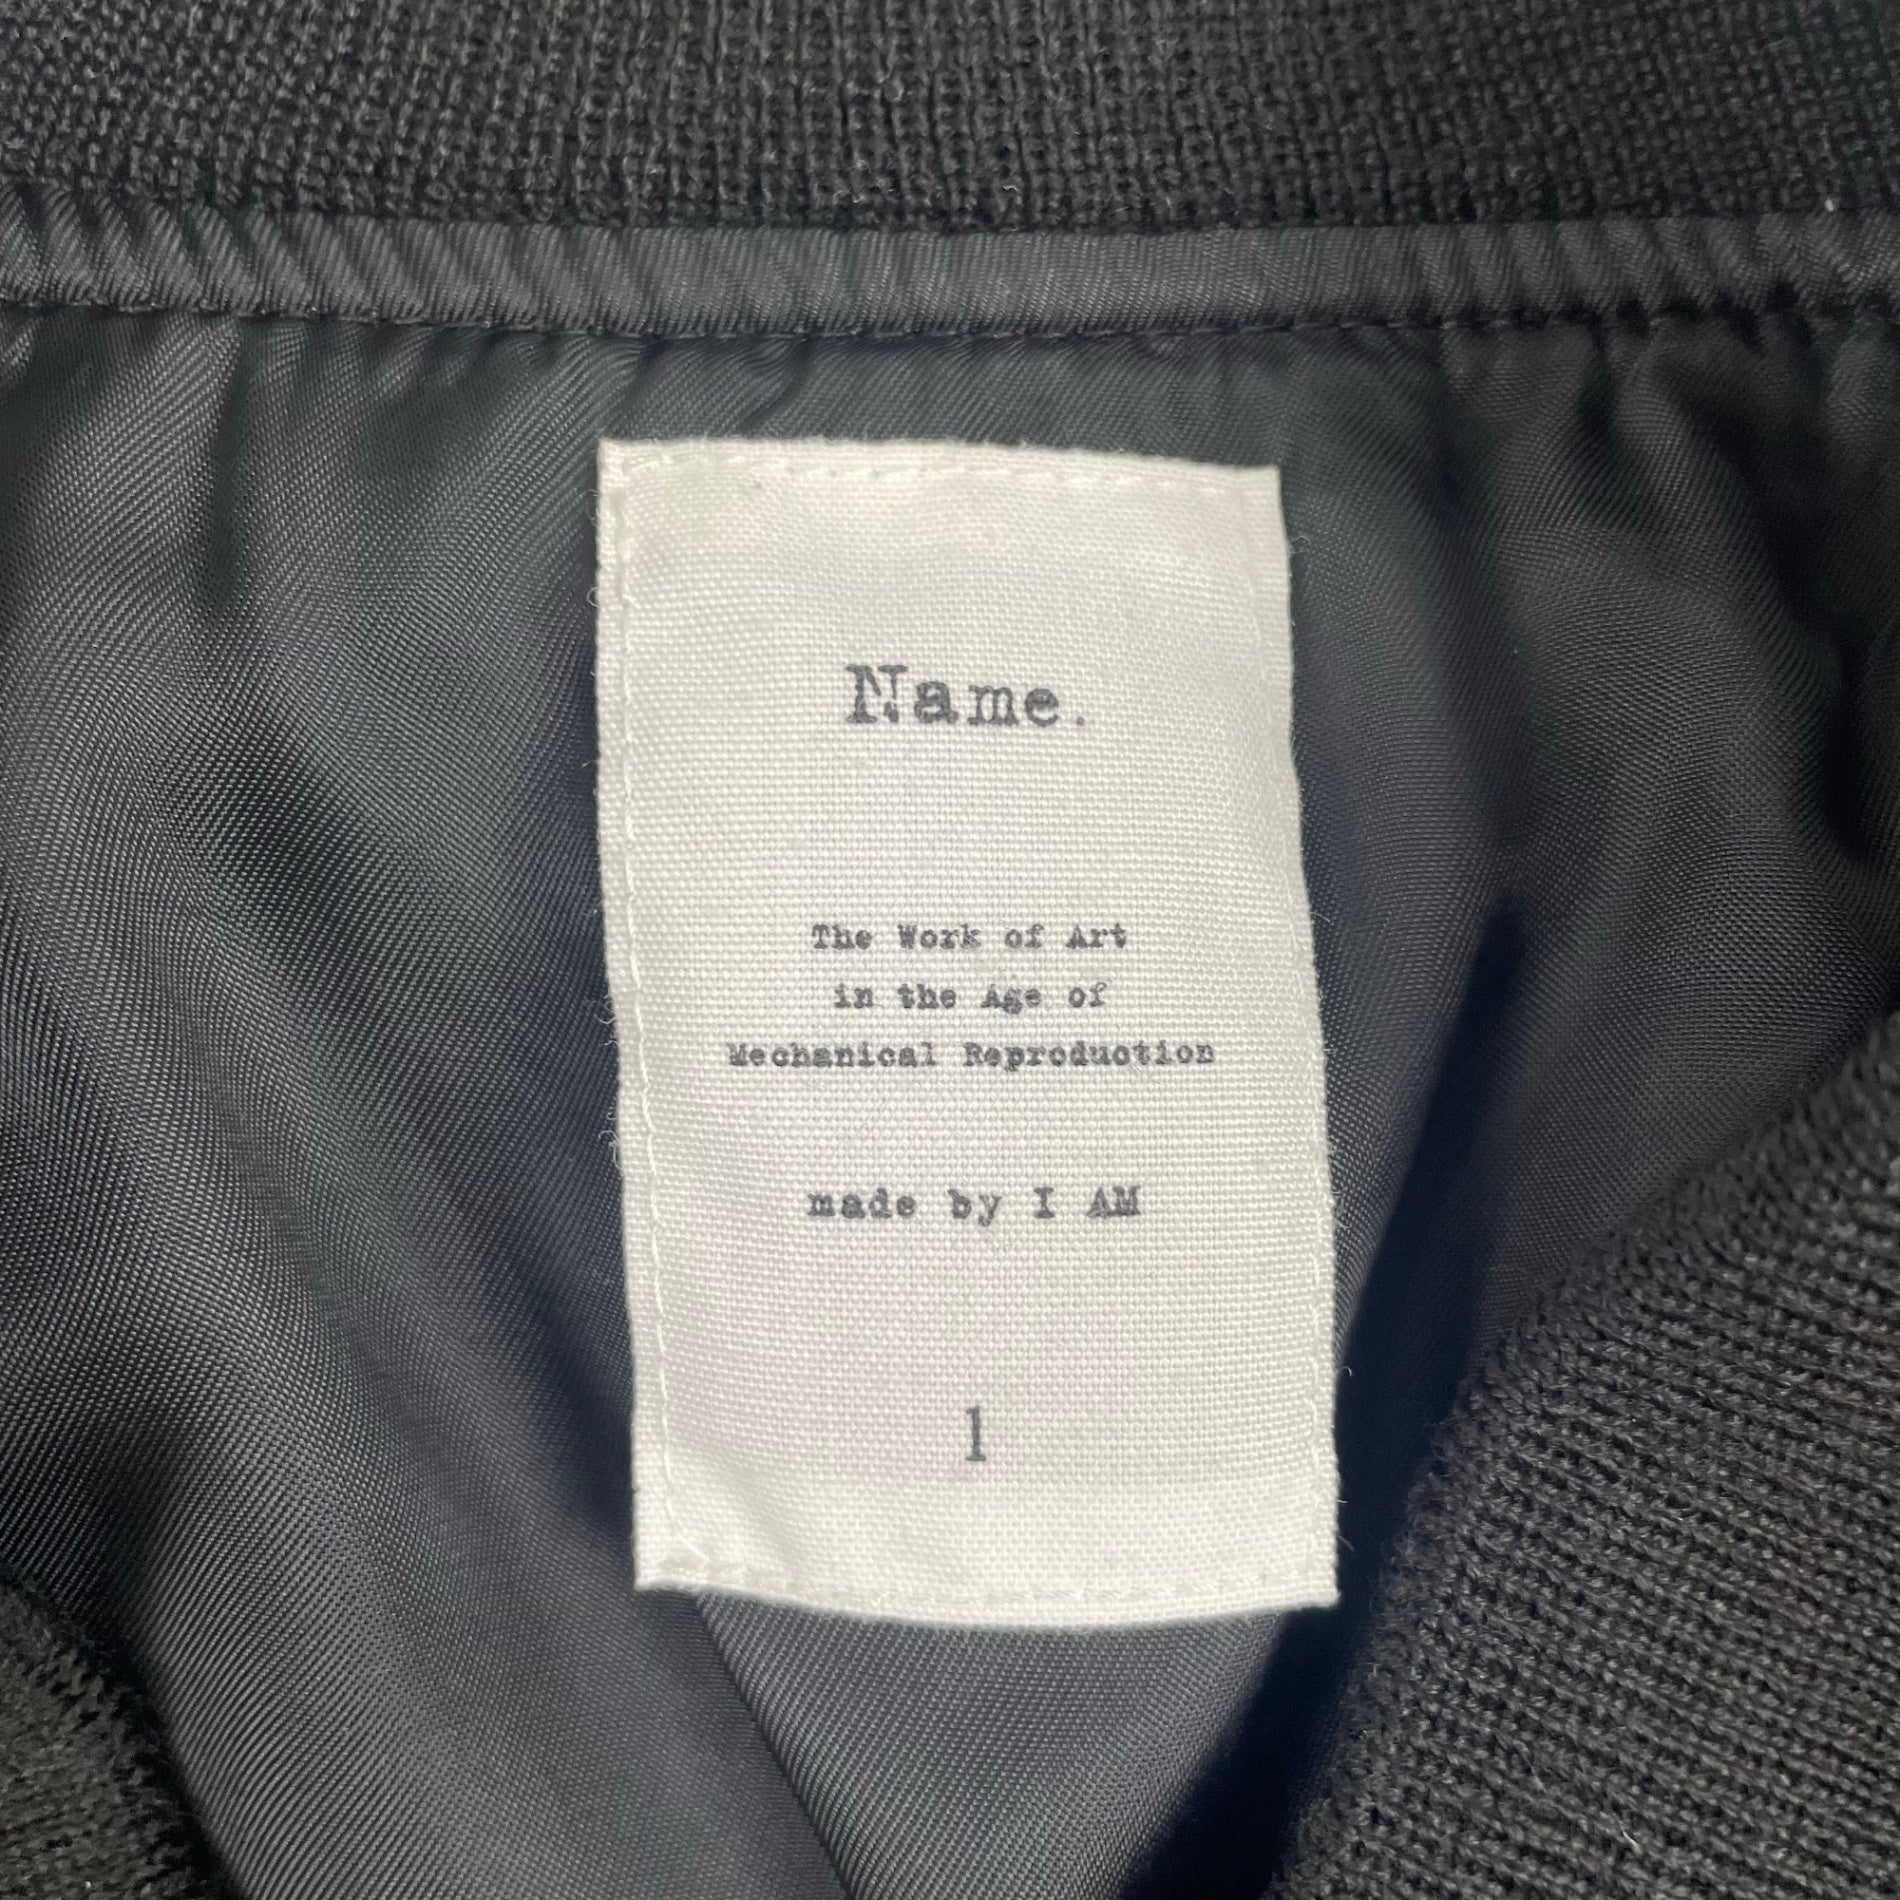 Name.
The Work of Art
in the Age of
Mechanical Reproduction
made by I AM
1